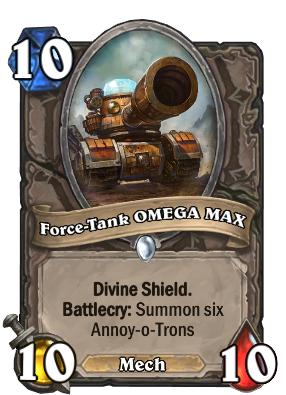 10
Force-Tank OMEGA MAX
Divine Shield.
Battlecry: Summon six
Annoy-o-Trons
10
Mech
10